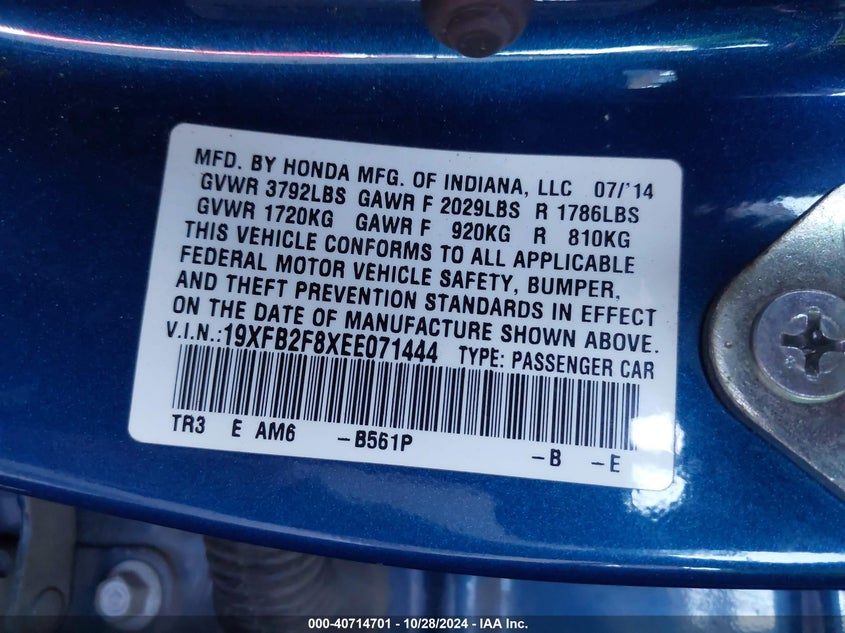 MFD. BY HONDA MFG. OF INDIANA, LLC 07/'14
GVWR 3792LBS GAWR F 2029LBS R 1786LBS
GVWR 1720KG GAWR F 920KG R 810KG
THIS VEHICLE CONFORMS TO ALL APPLICABLE
FEDERAL MOTOR VEHICLE SAFETY, BUMPER,
AND THEFT PREVENTION STANDARDS IN EFFECT
ON THE DATE OF MANUFACTURE SHOWN ABOVE.
V.I.N.:19XFB2F8XEE071444 TYPE: PASSENGER CAR
TR3 E AM6 -B561P -B -E
000-40714701 - 10/28/2024 - IAA Inc.